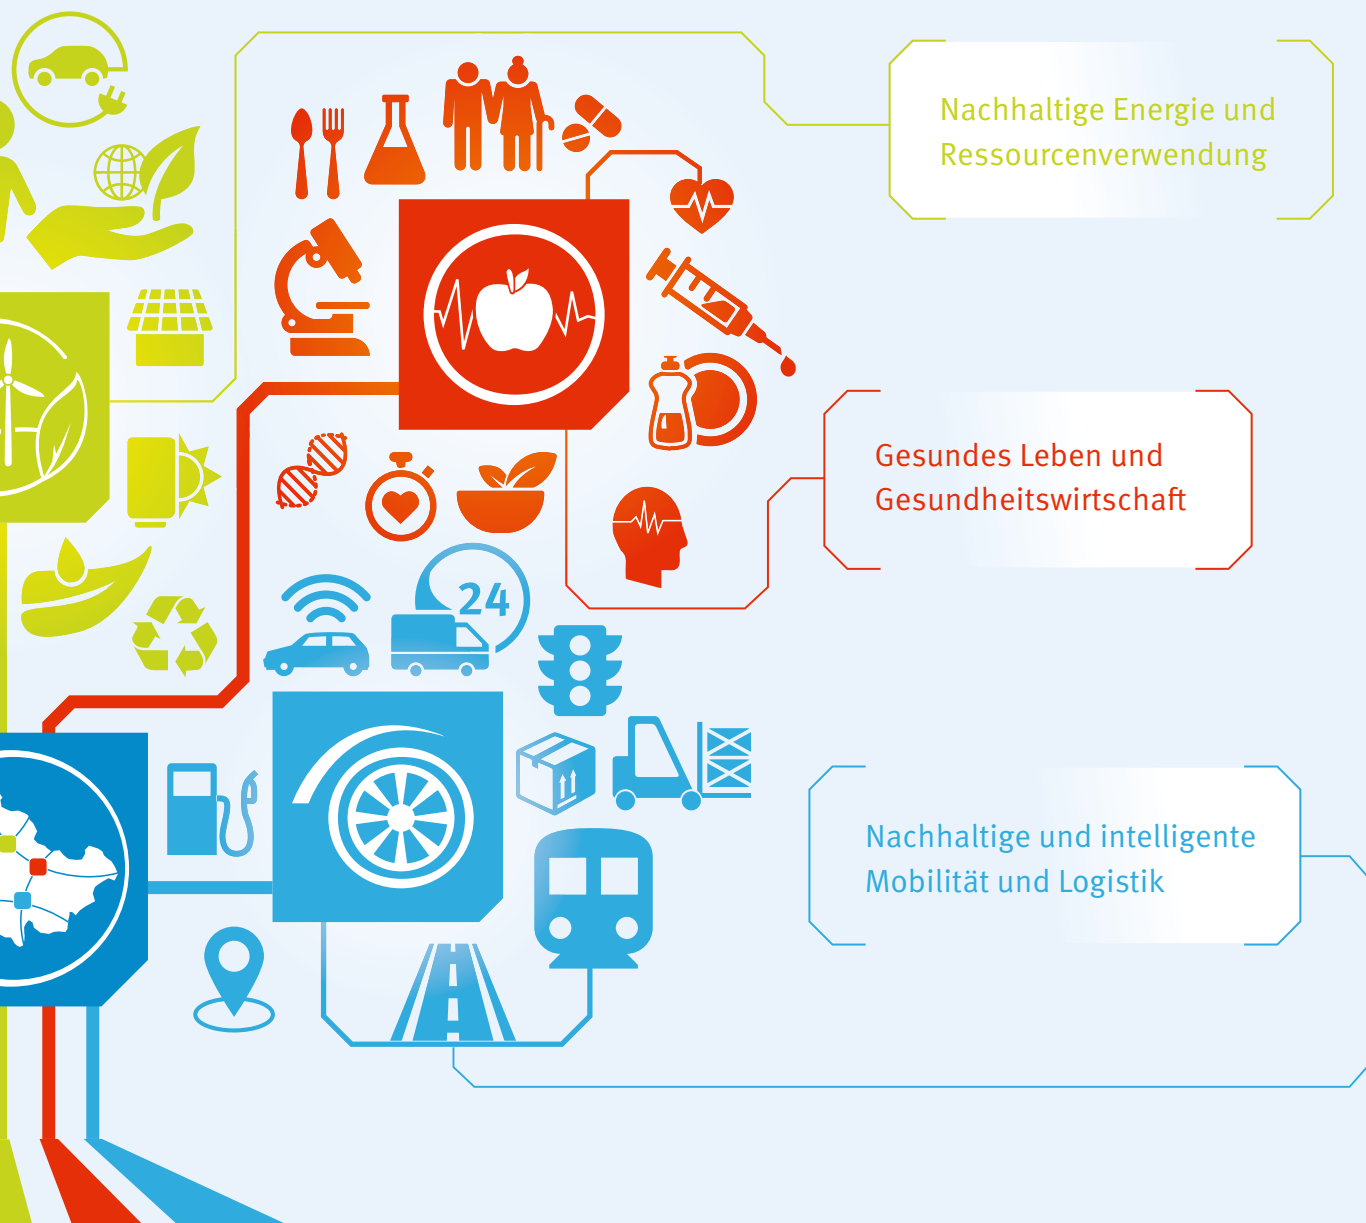 Nachhaltige Energie und
Ressourcenverwendung
Gesundes Leben und
Gesundheitswirtschaft
24
Nachhaltige und intelligente
Mobilität und Logistik